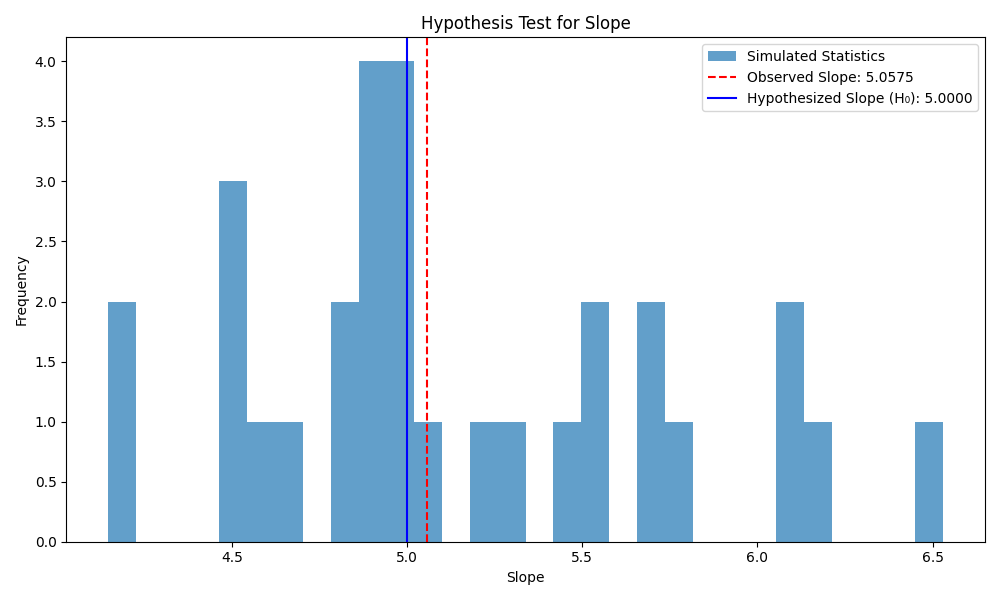 Hypothesis Test for Slope
Simulated Statistics
Observed Slope: 5.0575
Hypothesized Slope (H₀): 5.0000
Frequency
4.0
3.5
3.0
2.5
2.0
1.5
1.0
0.5
0.0
4.5
5.0
5.5
6.0
6.5
Slope